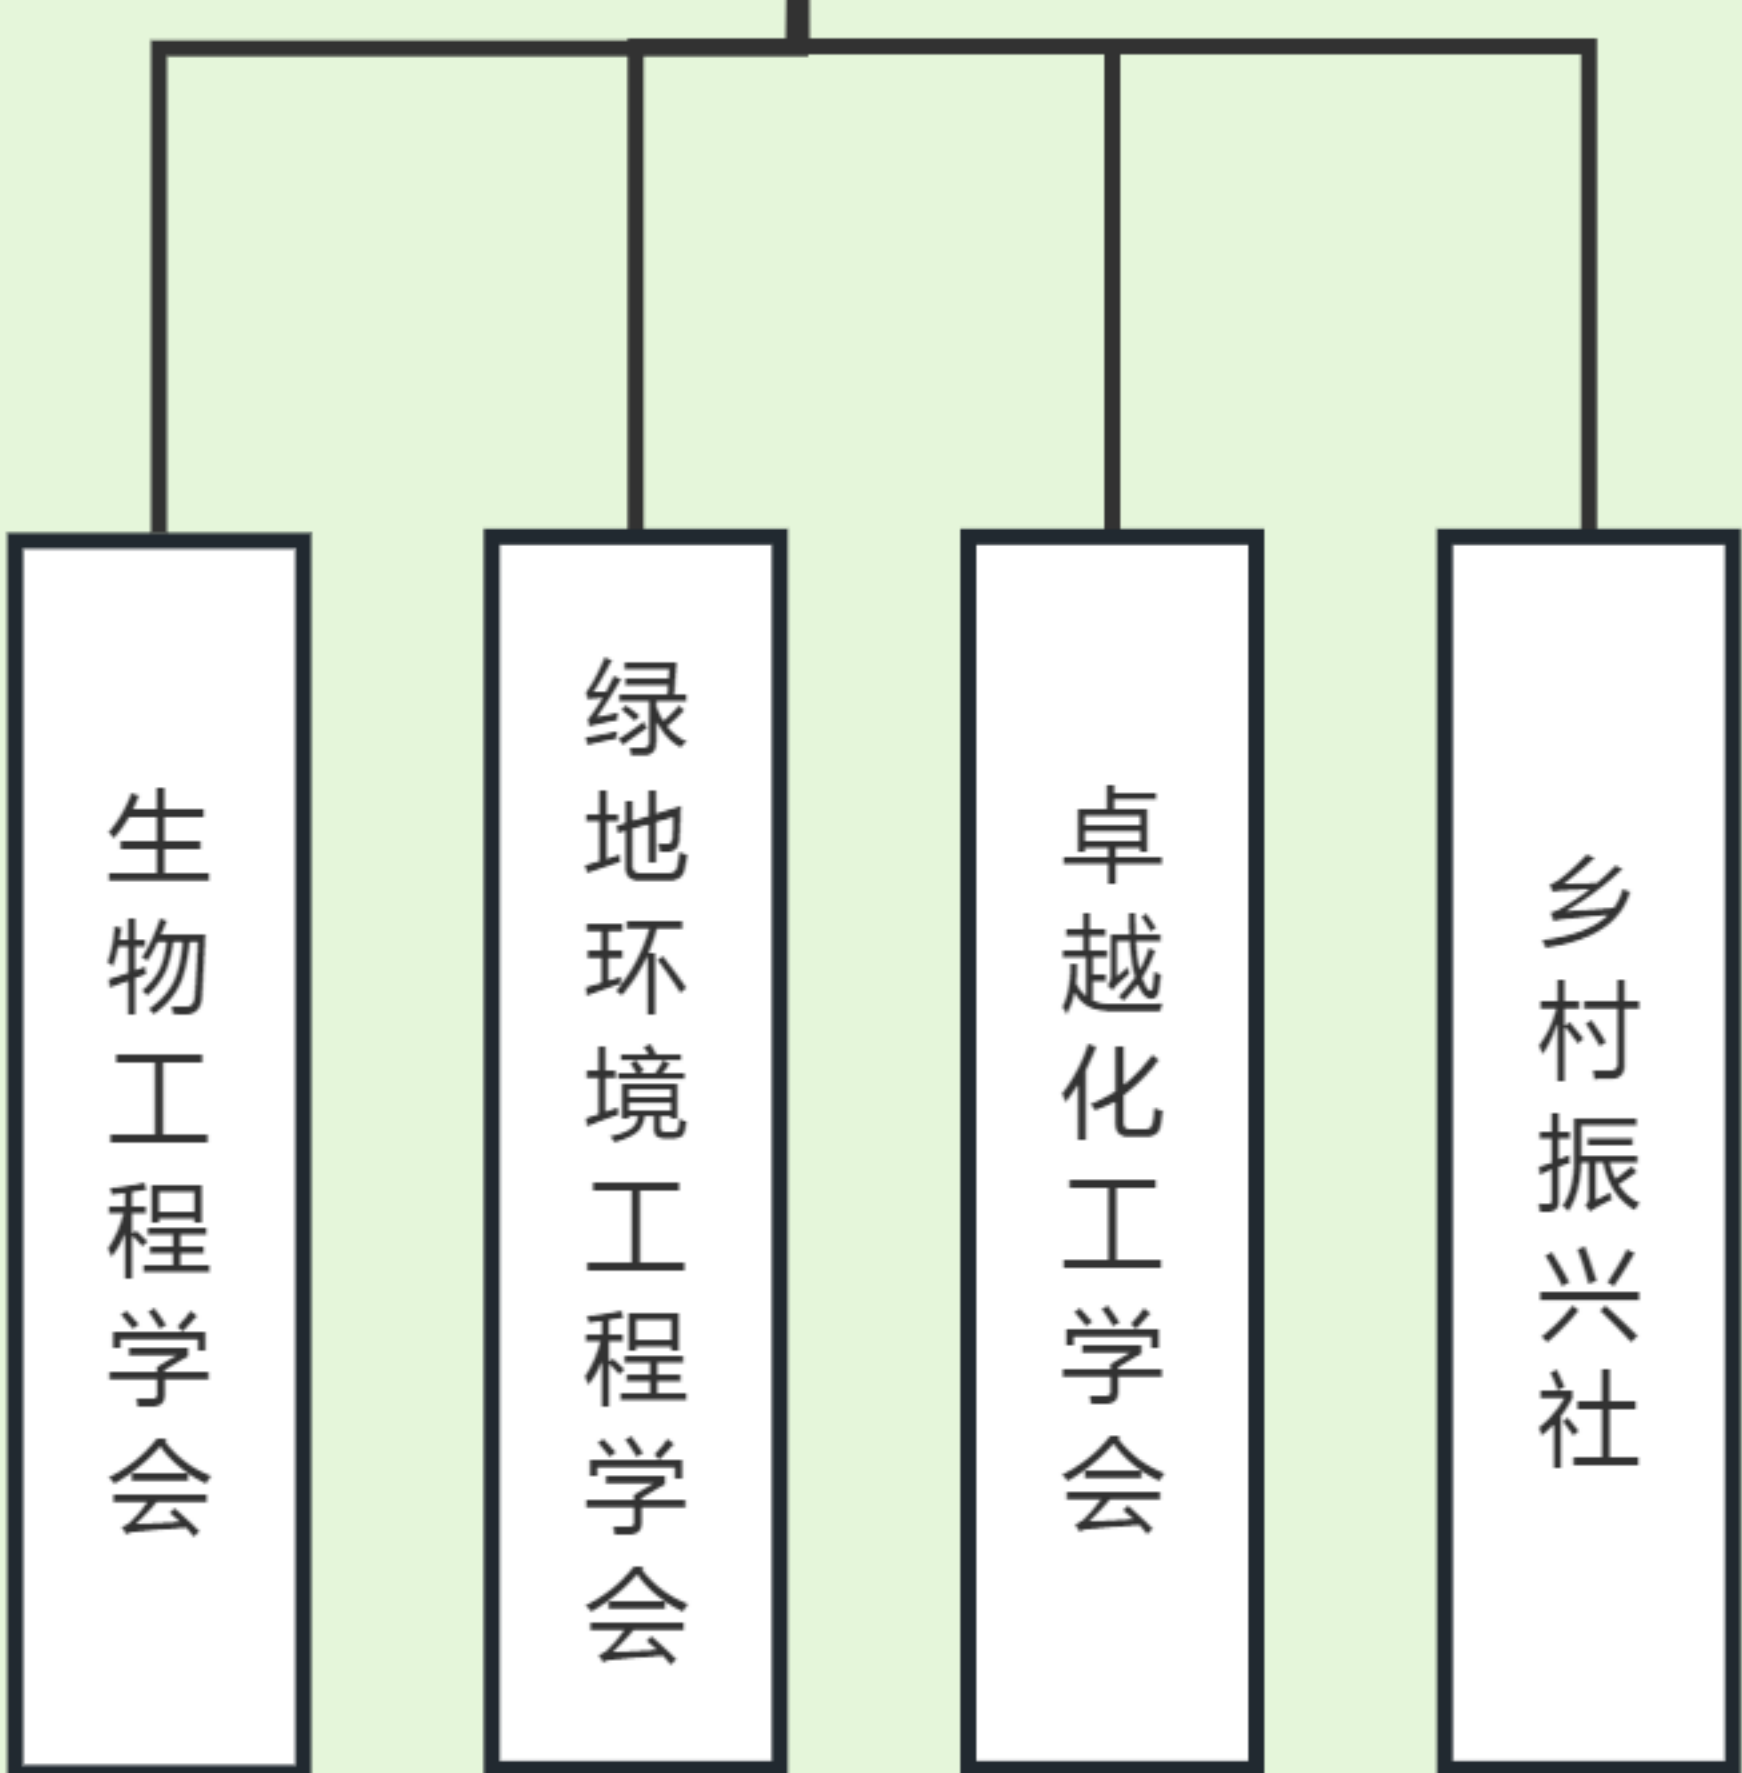 生物工程学会
绿地环境工程学会
卓越化工学会
乡村振兴社